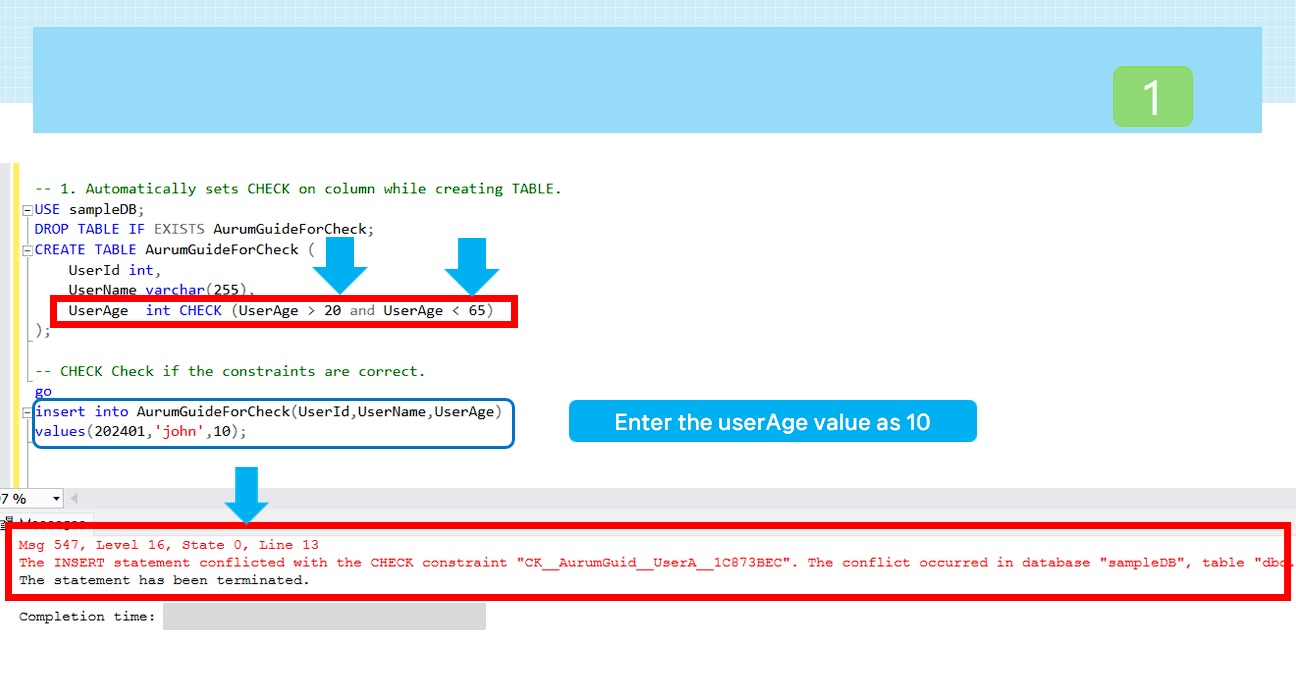 1
-- 1. Automatically sets CHECK on column while creating TABLE.
USE sampleDB;
DROP TABLE IF EXISTS AurumGuideForCheck;
CREATE TABLE AurumGuideForCheck (
UserId int,
UserName varchar(255),
UserAge int CHECK (UserAge > 20 and UserAge < 65)
);
-- CHECK Check if the constraints are correct.
go
insert into AurumGuideForCheck(UserId,UserName,UserAge)
values(202401,'john',10);
Enter the userAge value as 10
7 %
Messages
Msg 547, Level 16, State 0, Line 13
The INSERT statement conflicted with the CHECK constraint "CK__AurumGuid__UserA__1C873BEC". The conflict occurred in database "sampleDB", table "dbo.
The statement has been terminated.
Completion time: